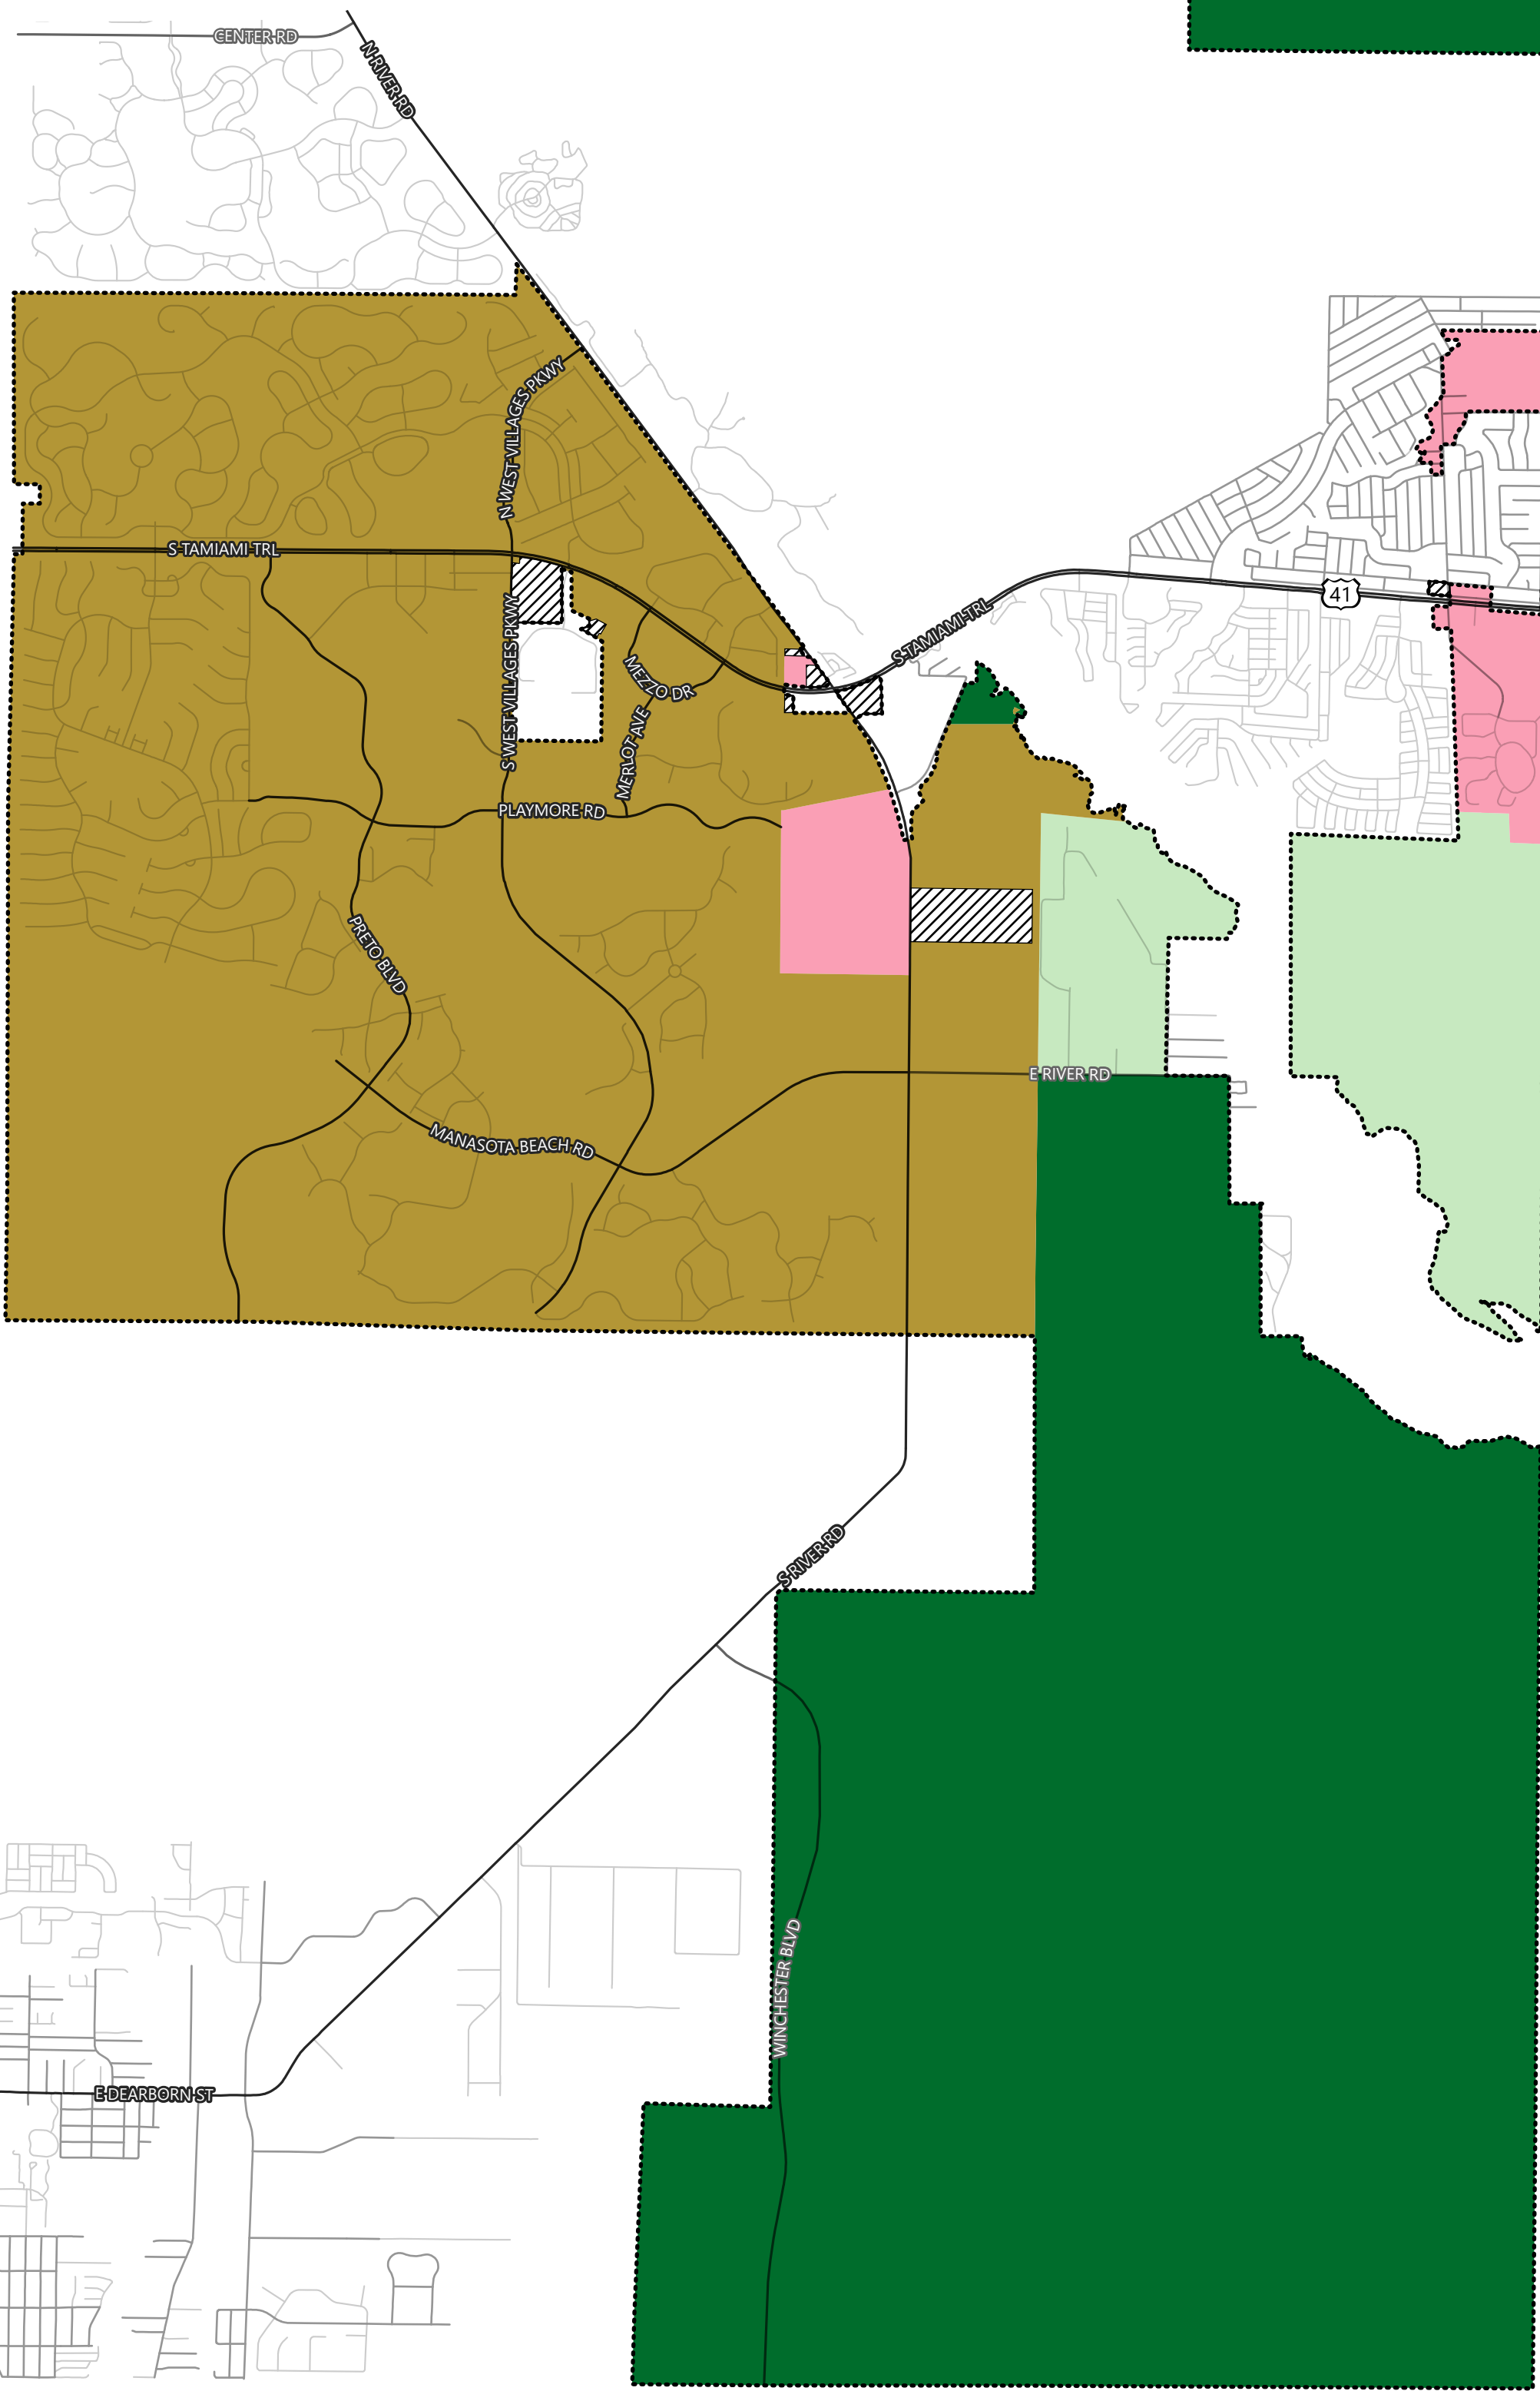 CENTER RD
N RIVER RD
N WEST VILLAGES PKWY
S TAMIAMI TRL
S TAMIAMI TRL
41
S WEST VILLAGES PKWY
MEZZO DR
MERLOT AVE
PLAYMORE RD
PRETO BLVD
E RIVER RD
MANASOTA BEACH RD
S RIVER RD
WINCHESTER BLVD
E DEARBORN ST